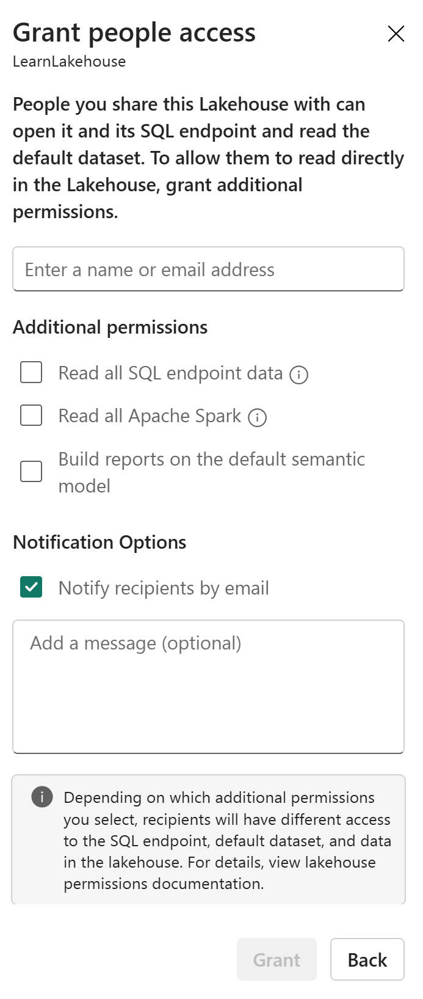 Grant people access
LearnLakehouse
People you share this Lakehouse with can
open it and its SQL endpoint and read the
default dataset. To allow them to read directly
in the Lakehouse, grant additional
permissions.
Enter a name or email address
Additional permissions
Read all SQL endpoint data
Read all Apache Spark
Build reports on the default semantic
model
Notification Options
Notify recipients by email
Add a message (optional)
Depending on which additional permissions
you select, recipients will have different access
to the SQL endpoint, default dataset, and data
in the lakehouse. For details, view lakehouse
permissions documentation.
Grant
Back